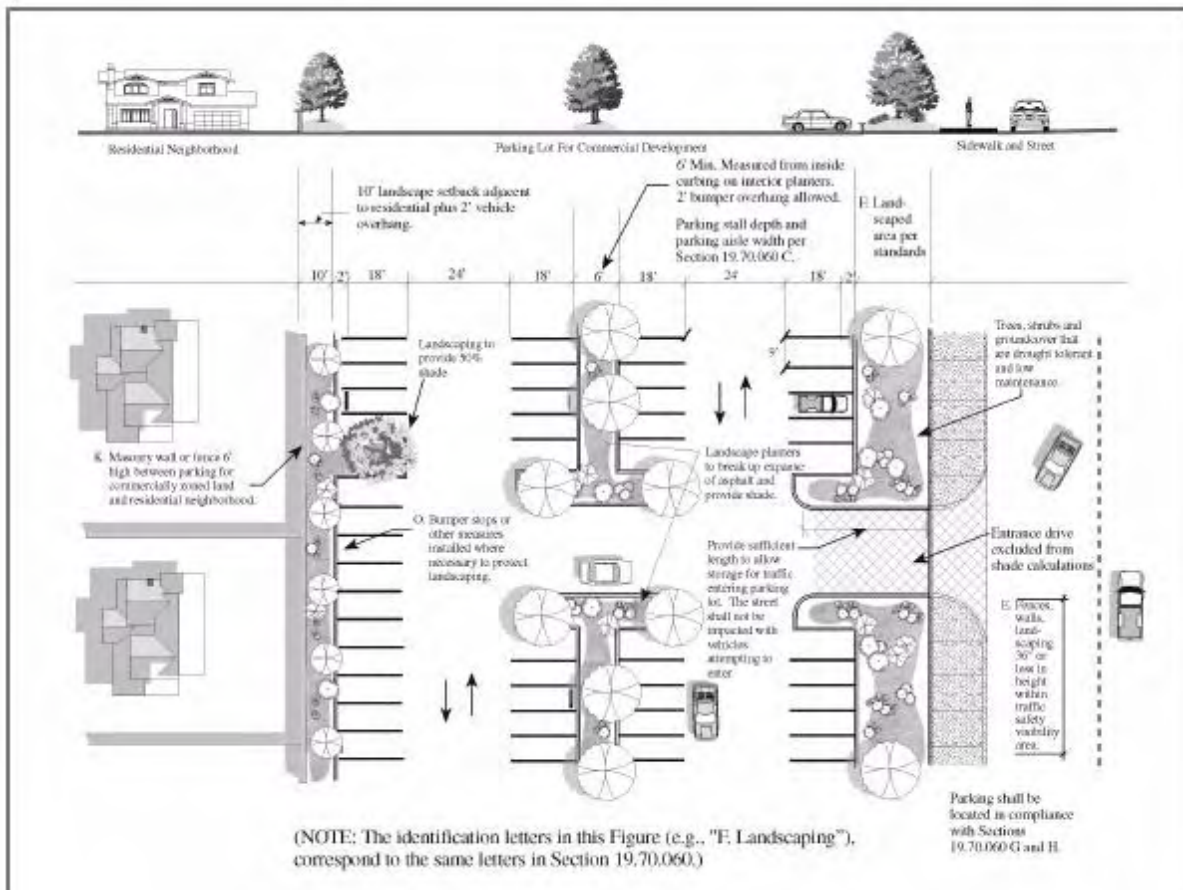 Residential Neighborhood
Parking Lot For Commercial Development
Sidewalk and Street
10' landscape setback adjacent
to residential plus 2' vehicle
overhang.
6' Min. Measured from inside
curbing on interior planters.
2' bumper overhang allowed.
Parking stall depth and
parking aisle width per
Section 19.70.060 C.
F. Land-
scaped
area per
standards
10' 2' 18' 24' 18' 6' 18' 24' 18' 2'
Landscaping to
provide 50%
shade.
9'
Trees, shrubs and
groundcover that
are drought tolerant
and low
maintenance.
K. Masonry wall or fence 6'
high between parking for
commercially zoned land
and residential neighborhood.
Landscape planters
to break up expanse
of asphalt and
provide shade.
O. Bumper stops or
other measures
installed where
necessary to protect
landscaping.
Provide sufficient
length to allow
storage for traffic
entering parking
lot. The street
shall not be
impacted with
vehicles
attempting to
enter
Entrance drive
excluded from
shade calculations
E. Fences,
walls,
land-
scaping
36" or
less in
height
within
traffic
safety
visibility
area.
Parking shall be
located in compliance
with Sections
19.70.060 G and H.
(NOTE: The identification letters in this Figure (e.g., "F. Landscaping"),
correspond to the same letters in Section 19.70.060.)